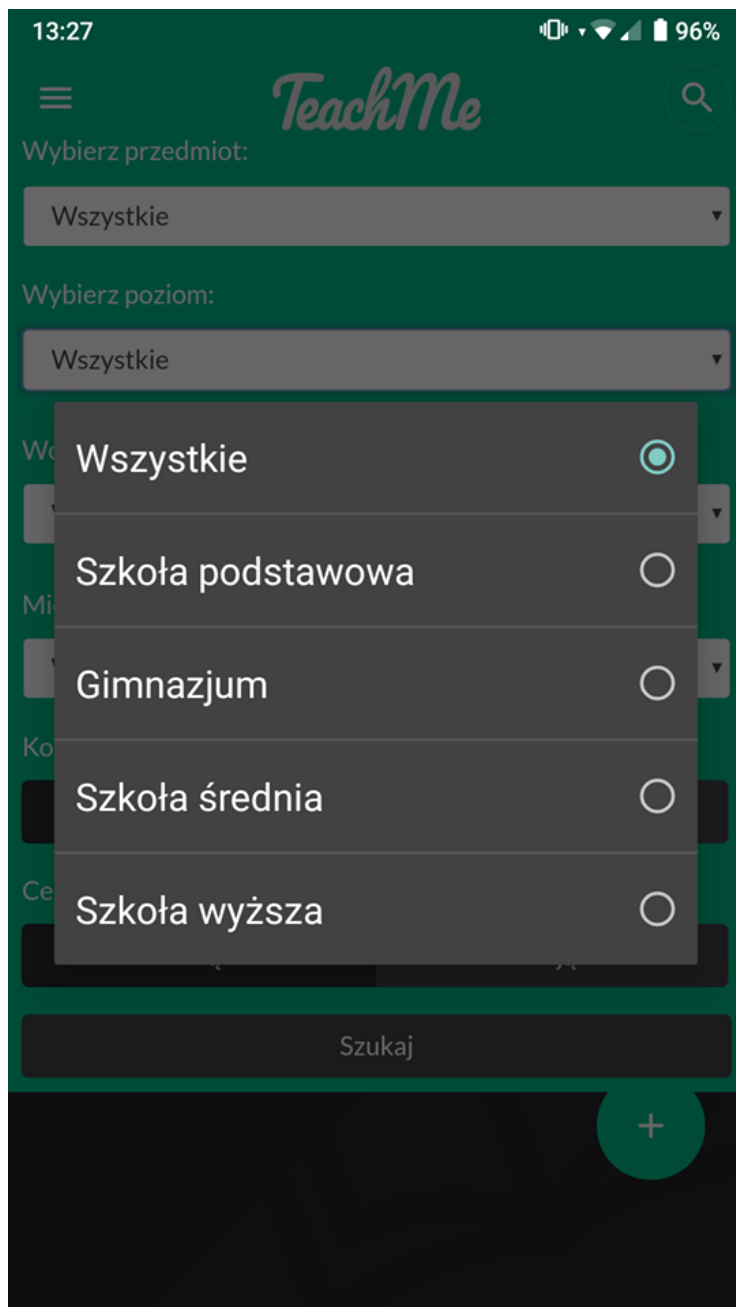 13:27
96%
TeachMe
Wybierz przedmiot:
Wszystkie
Wybierz poziom:
Wszystkie
Wszystkie
Szkoła podstawowa
Gimnazjum
Szkoła średnia
Szkoła wyższa
Szukaj
+